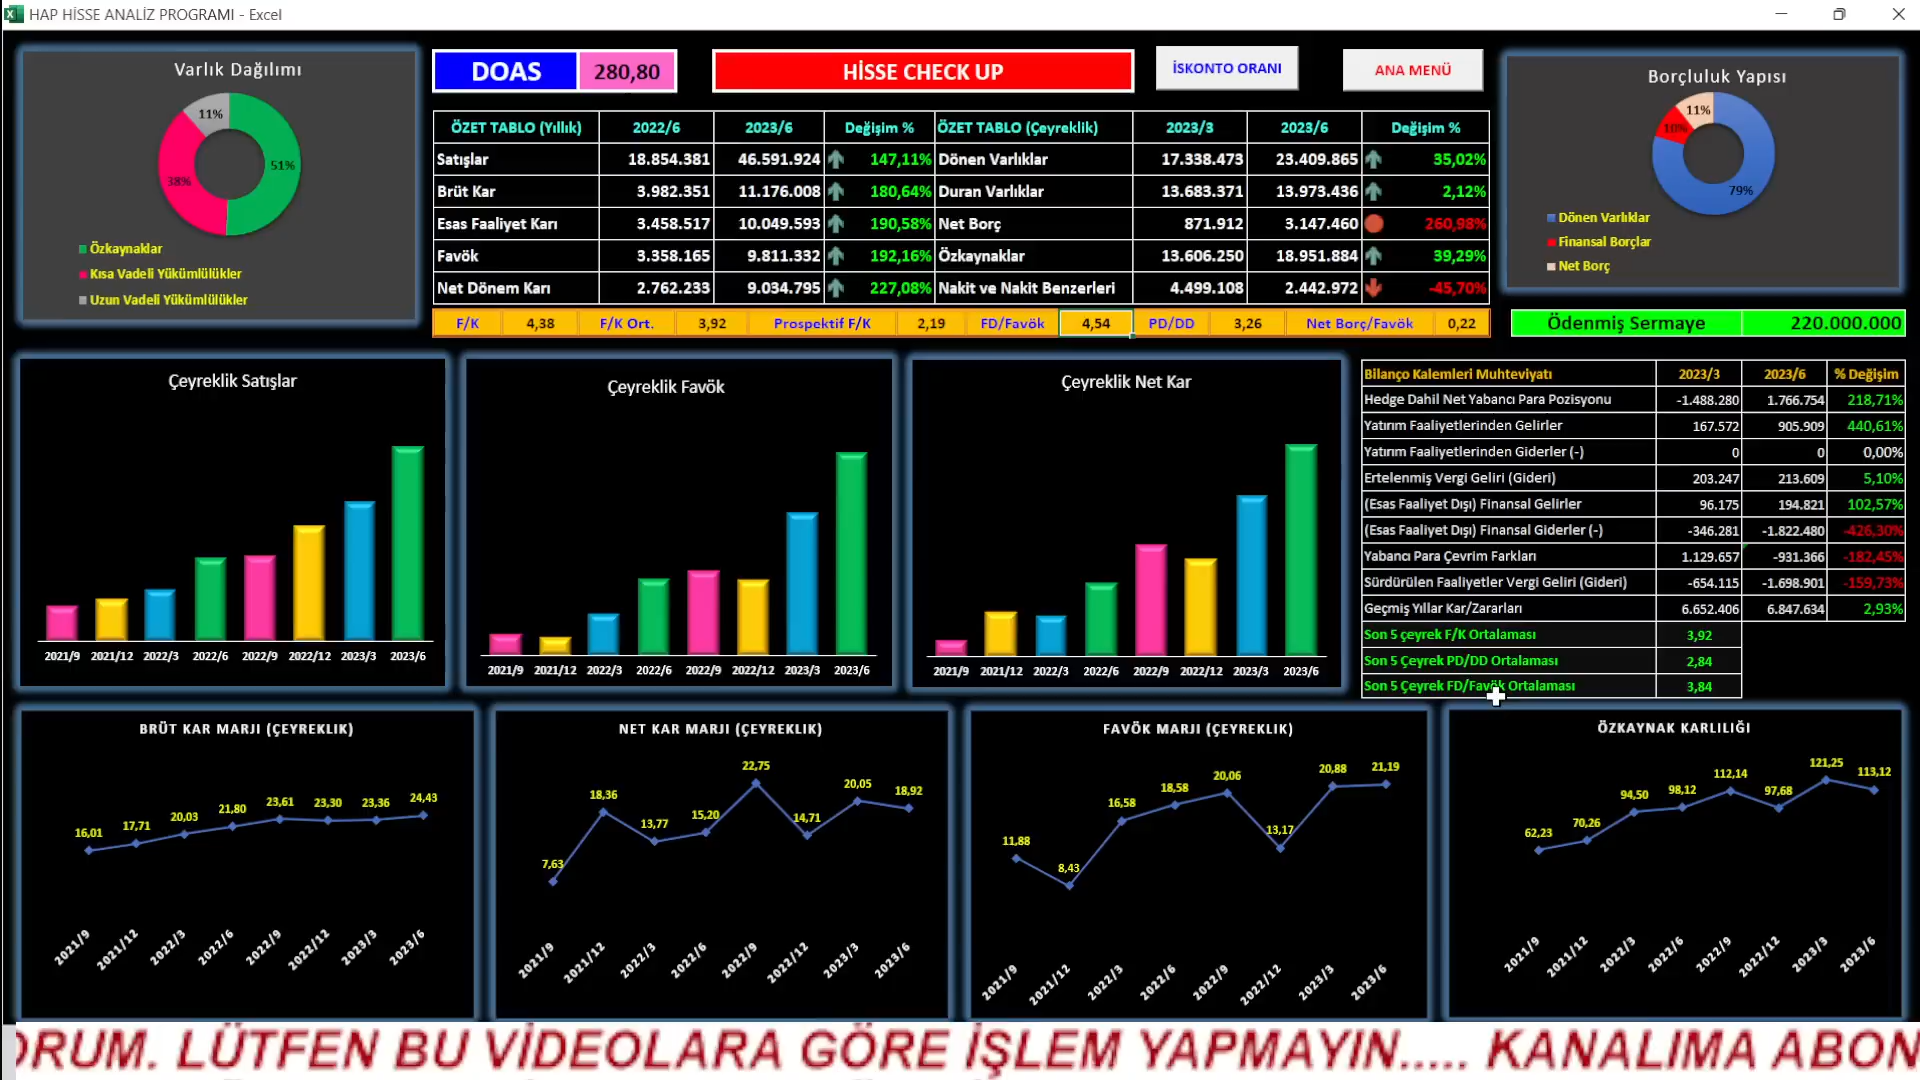 HAP HİSSE ANALİZ PROGRAMI - Excel
Varlık Dağılımı
11%
51%
38%
Özkaynaklar
Kısa Vadeli Yükümlülükler
Uzun Vadeli Yükümlülükler
DOAS 280,80
HİSSE CHECK UP
İSKONTO ORANI
ANA MENÜ
Borçluluk Yapısı
11%
10%
79%
Dönen Varlıklar
Finansal Borçlar
Net Borç
ÖZET TABLO (Yıllık) 2022/6 2023/6 Değişim % ÖZET TABLO (Çeyreklik) 2023/3 2023/6 Değişim %
Satışlar 18.854.381 46.591.924 147,11% Dönen Varlıklar 17.338.473 23.409.865 35,02%
Brüt Kar 3.982.351 11.176.008 180,64% Duran Varlıklar 13.683.371 13.973.436 2,12%
Esas Faaliyet Karı 3.458.517 10.049.593 190,58% Net Borç 871.912 3.147.460 260,98%
Favök 3.358.165 9.811.332 192,16% Özkaynaklar 13.606.250 18.951.884 39,29%
Net Dönem Karı 2.762.233 9.034.795 227,08% Nakit ve Nakit Benzerleri 4.499.108 2.442.972 -45,70%
F/K 4,38 F/K Ort. 3,92 Prospektif F/K 2,19 FD/Favök 4,54 PD/DD 3,26 Net Borç/Favök 0,22
Ödenmiş Sermaye 220.000.000
Çeyreklik Satışlar
2021/9 2021/12 2022/3 2022/6 2022/9 2022/12 2023/3 2023/6
Çeyreklik Favök
2021/9 2021/12 2022/3 2022/6 2022/9 2022/12 2023/3 2023/6
Çeyreklik Net Kar
2021/9 2021/12 2022/3 2022/6 2022/9 2022/12 2023/3 2023/6
Bilanço Kalemleri Muhteviyatı 2023/3 2023/6 % Değişim
Hedge Dahil Net Yabancı Para Pozisyonu -1.488.280 1.766.754 218,71%
Yatırım Faaliyetlerinden Gelirler 167.572 905.909 440,61%
Yatırım Faaliyetlerinden Giderler (-) 0 0 0,00%
Ertelenmiş Vergi Geliri (Gideri) 203.247 213.609 5,10%
(Esas Faaliyet Dışı) Finansal Gelirler 96.175 194.821 102,57%
(Esas Faaliyet Dışı) Finansal Giderler (-) -346.281 -1.822.480 -426,30%
Yabancı Para Çevrim Farkları 1.129.657 -931.366 -182,45%
Sürdürülen Faaliyetler Vergi Geliri (Gideri) -654.115 -1.698.901 -159,73%
Geçmiş Yıllar Kar/Zararları 6.652.406 6.847.634 2,93%
Son 5 çeyrek F/K Ortalaması 3,92
Son 5 Çeyrek PD/DD Ortalaması 2,84
Son 5 Çeyrek FD/Favök Ortalaması 3,84
BRÜT KAR MARJI (ÇEYREKLIK)
16,01 17,71 20,03 21,80 23,61 23,30 23,36 24,43
2021/9 2021/12 2022/3 2022/6 2022/9 2022/12 2023/3 2023/6
NET KAR MARJI (ÇEYREKLIK)
7,63 18,36 13,77 15,20 22,75 14,71 20,05 18,92
2021/9 2021/12 2022/3 2022/6 2022/9 2022/12 2023/3 2023/6
FAVÖK MARJI (ÇEYREKLIK)
11,88 8,43 16,58 18,58 20,06 13,17 20,88 21,19
2021/9 2021/12 2022/3 2022/6 2022/9 2022/12 2023/3 2023/6
ÖZKAYNAK KARLILIĞI
62,23 70,26 94,50 98,12 112,14 97,68 121,25 113,12
2021/9 2021/12 2022/3 2022/6 2022/9 2022/12 2023/3 2023/6
ORUM. LÜTFEN BU VİDEOLARA GÖRE İŞLEM YAPMAYIN..... KANALIMA ABON